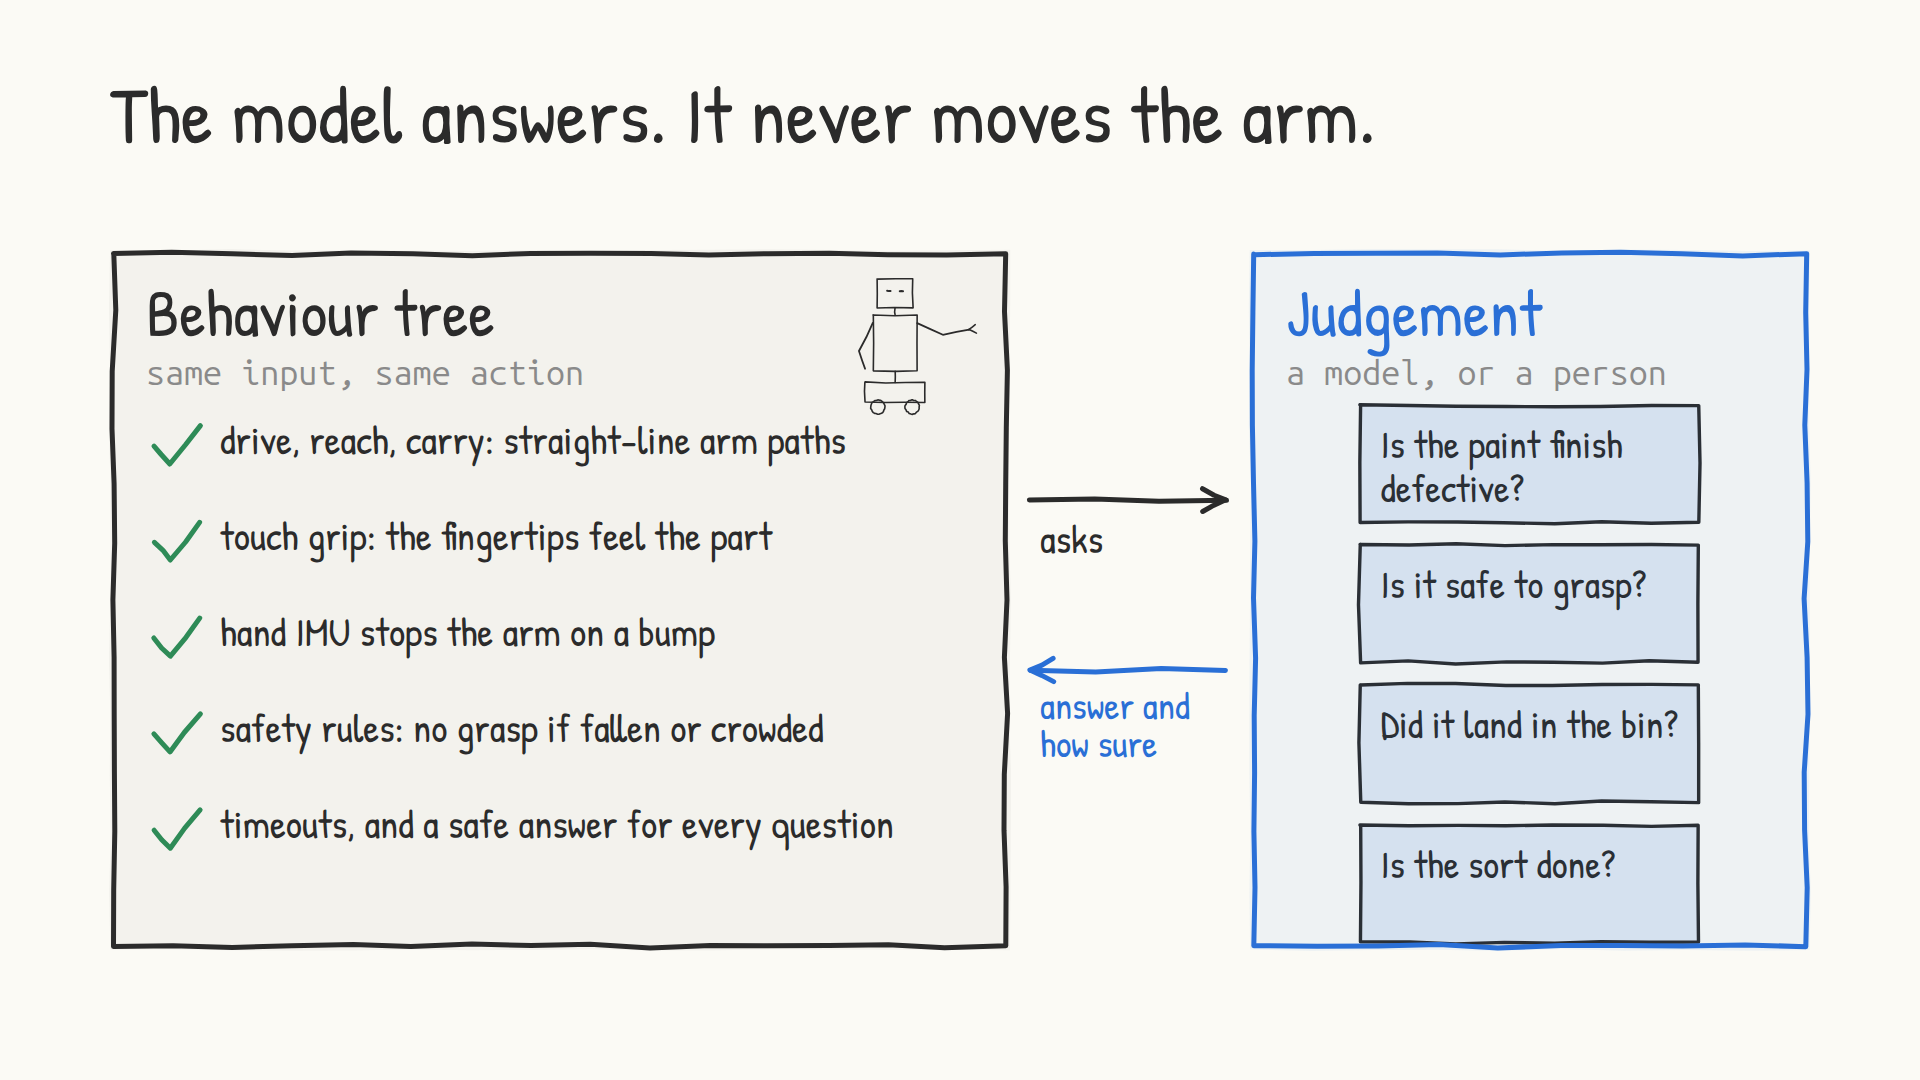 The model answers. It never moves the arm.
Behaviour tree
same input, same action
drive, reach, carry: straight-line arm paths
touch grip: the fingertips feel the part
hand IMU stops the arm on a bump
safety rules: no grasp if fallen or crowded
timeouts, and a safe answer for every question
asks
answer and
how sure
Judgement
a model, or a person
Is the paint finish
defective?
Is it safe to grasp?
Did it land in the bin?
Is the sort done?